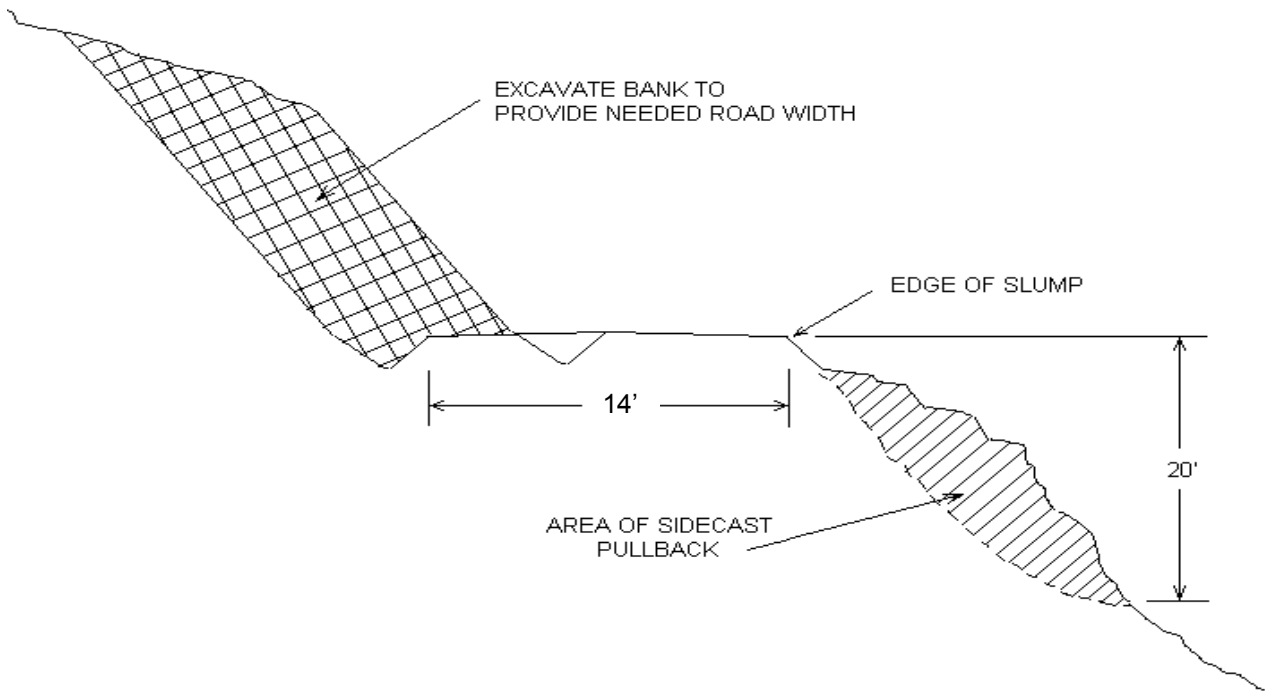 EXCAVATE BANK TO
PROVIDE NEEDED ROAD WIDTH
EDGE OF SLUMP
14'
20'
AREA OF SIDECAST
PULLBACK